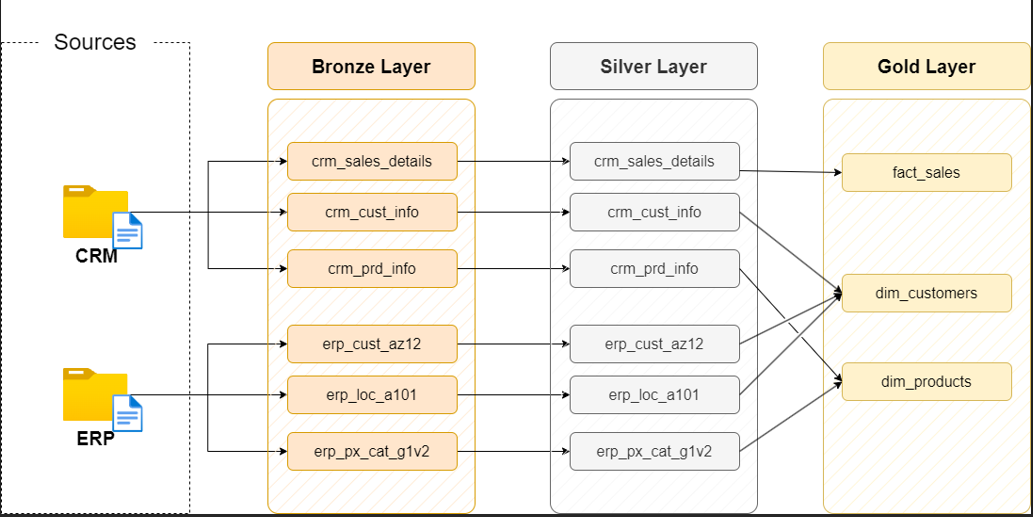 Sources
Bronze Layer
Silver Layer
Gold Layer
crm_sales_details
crm_sales_details
fact_sales
CRM
crm_cust_info
crm_cust_info
crm_prd_info
crm_prd_info
dim_customers
erp_cust_az12
erp_cust_az12
dim_products
ERP
erp_loc_a101
erp_loc_a101
erp_px_cat_g1v2
erp_px_cat_g1v2